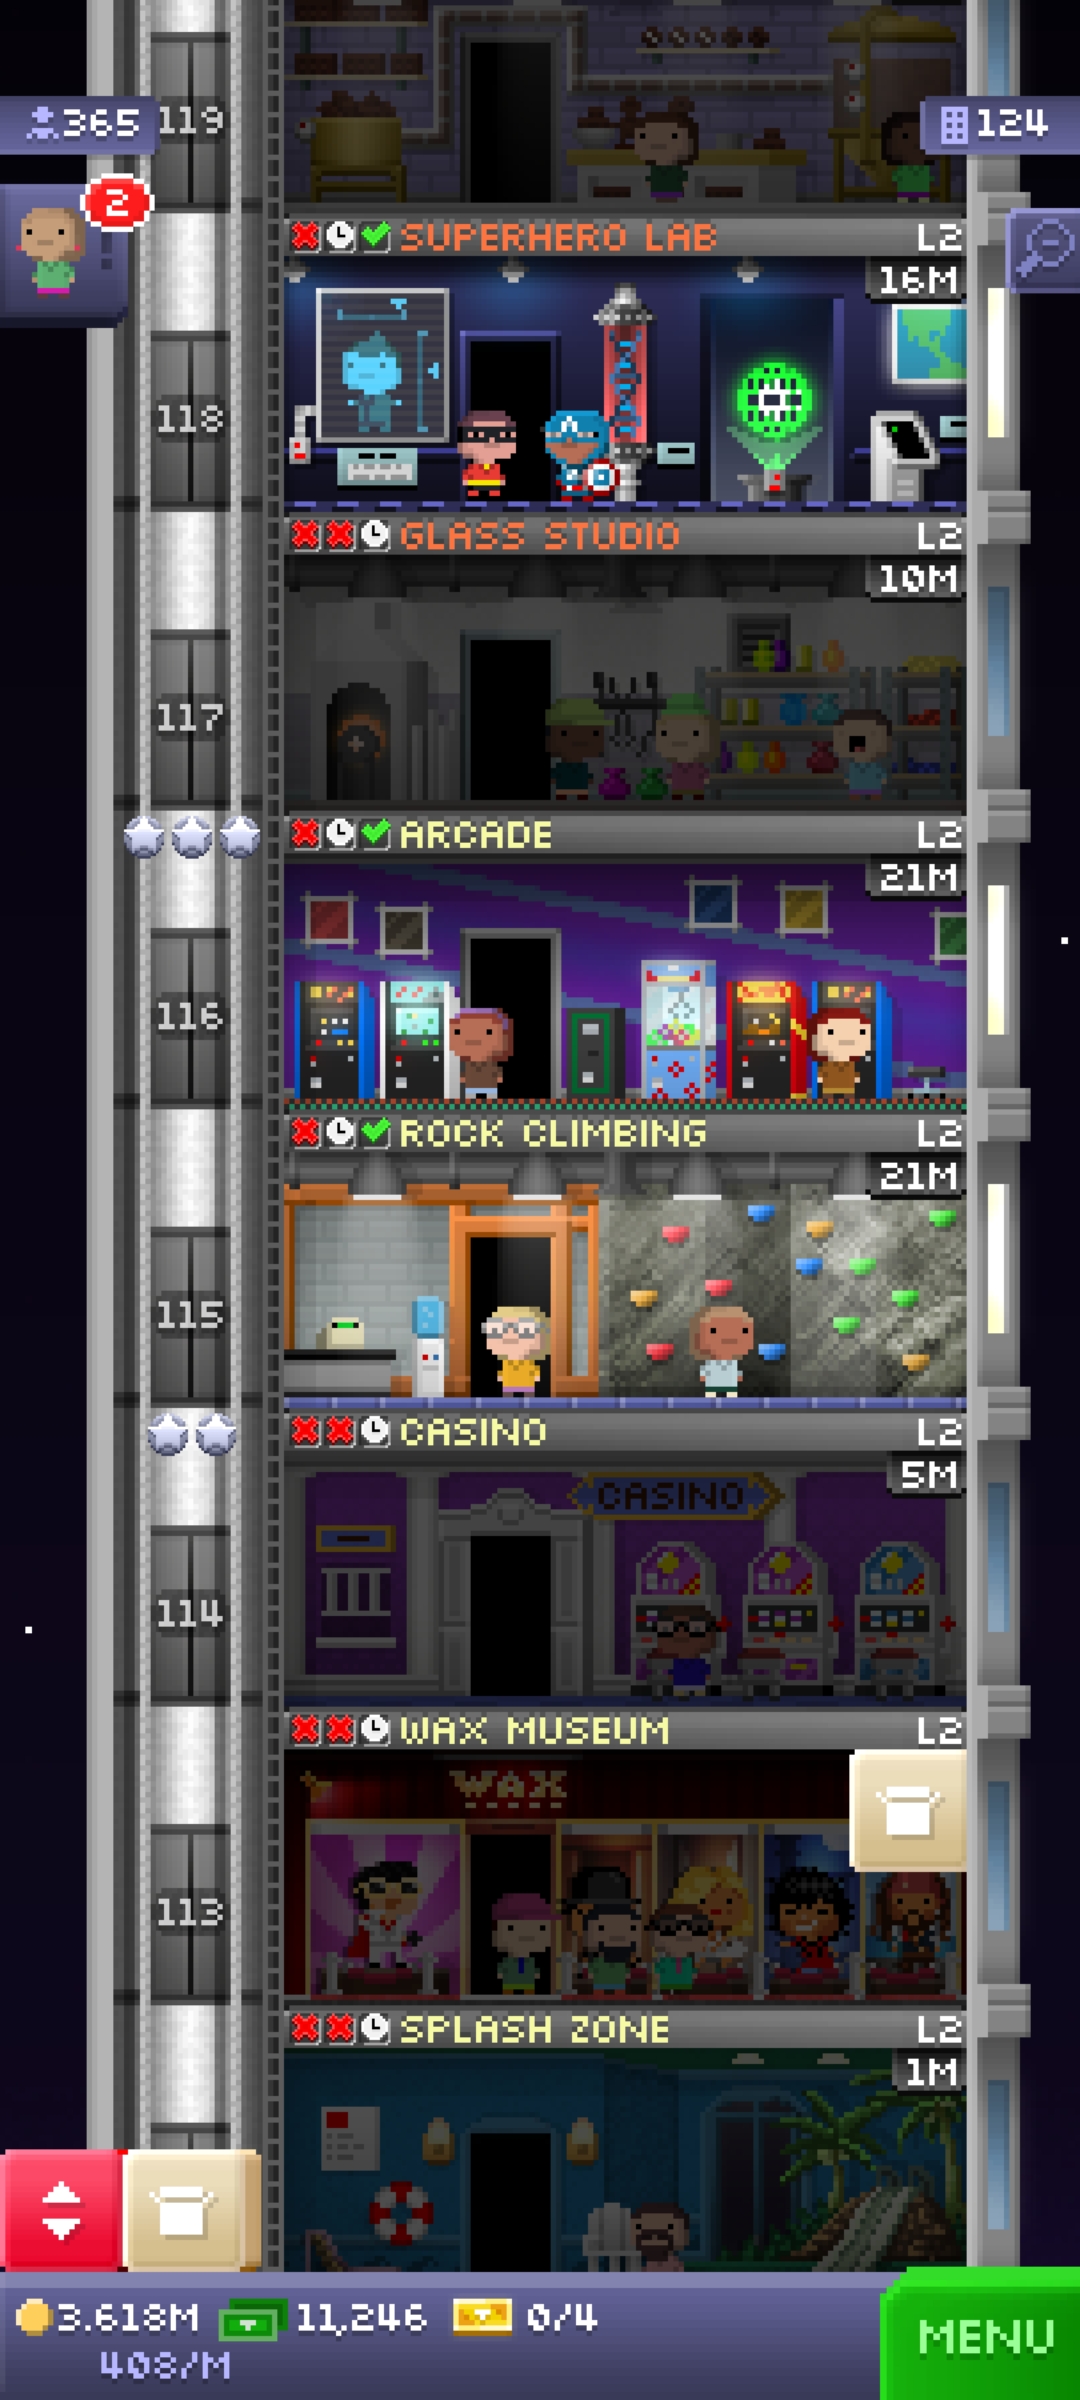 365
119
124
2
SUPERHERO LAB L2
16M
118
GLASS STUDIO L2
10M
117
ARCADE L2
21M
116
ROCK CLIMBING L2
21M
115
CASINO L2
5M
CASINO
114
WAX MUSEUM L2
WAX
113
SPLASH ZONE L2
1M
3.618M 11,246 0/4
408/M
MENU